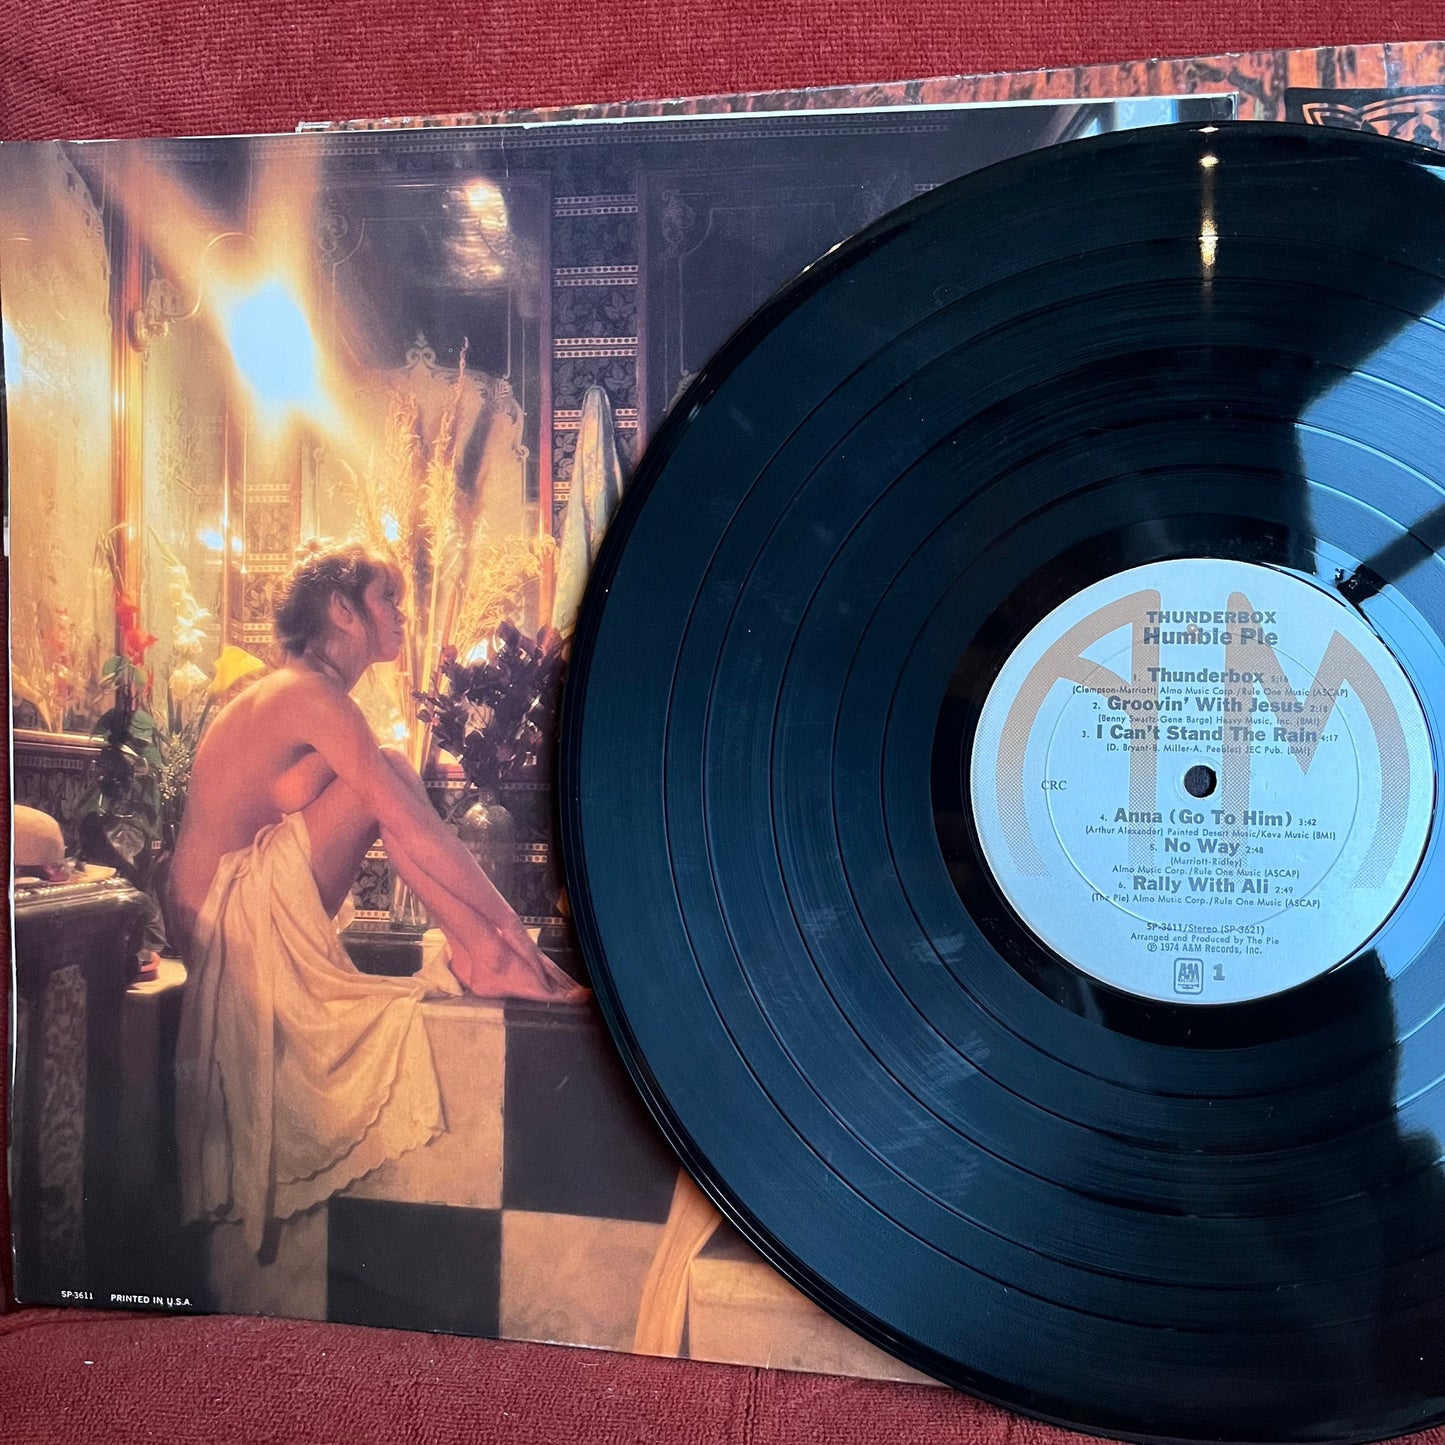 THUNDERBOX
Humble Pie
1. Thunderbox 5:16
(Clempson-Marriott) Almo Music Corp./Rule One Music (ASCAP)
2. Groovin' With Jesus 2:18
(Benny Swartz-Gene Barge) Heavy Music, Inc. (BMI)
3. I Can't Stand The Rain 4:17
(D. Bryant-B. Miller-A. Peebles) JEC Pub. (BMI)
CRC
4. Anna (Go To Him) 3:42
(Arthur Alexander) Painted Desert Music/Keva Music (BMI)
5. No Way 2:48
(Marriott-Ridley)
Almo Music Corp./Rule One Music (ASCAP)
6. Rally With Ali 2:49
(The Pie) Almo Music Corp./Rule One Music (ASCAP)
SP-3611/Stereo (SP-3621)
Arranged and Produced by The Pie
℗ 1974 A&M Records, Inc.
A&M 1
SP-3611 PRINTED IN U.S.A.